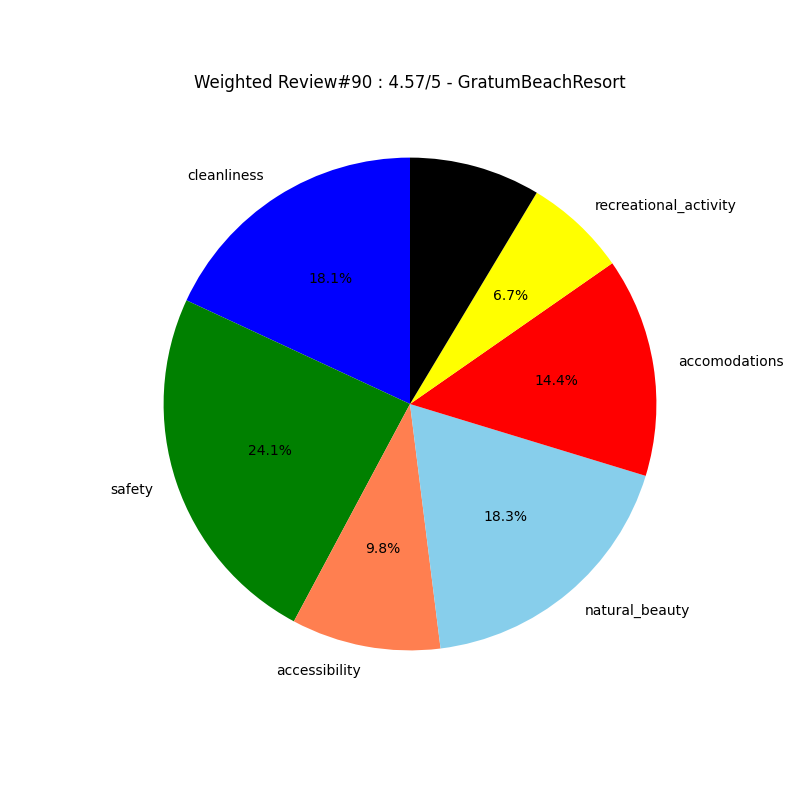 Weighted Review#90 : 4.57/5 - GratumBeachResort
cleanliness
recreational_activity
18.1%
6.7%
accomodations
14.4%
24.1%
safety
18.3%
9.8%
natural_beauty
accessibility